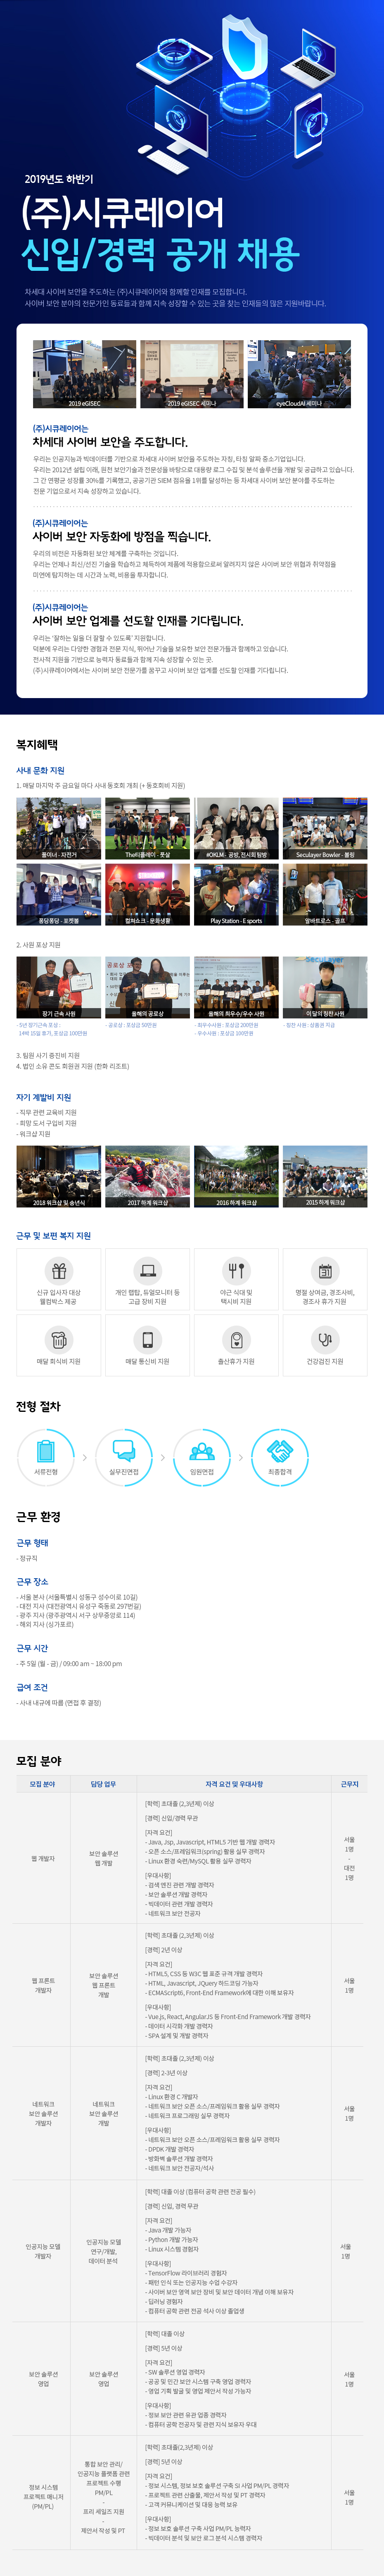 2019년도 하반기
(주)시큐레이어
신입/경력 공개 채용
차세대 사이버 보안을 주도하는 (주)시큐레이어와 함께할 인재를 모집합니다.
사이버 보안 분야의 전문가인 동료들과 함께 지속 성장할 수 있는 곳을 찾는 인재들의 많은 지원바랍니다.
2019 eGISEC
2019 eGISEC 세미나
eyeCloudAI 세미나
(주)시큐레이어는
차세대 사이버 보안을 주도합니다.
우리는 인공지능과 빅데이터를 기반으로 차세대 사이버 보안을 주도하는 자칭, 타칭 알짜 중소기업입니다.
우리는 2012년 설립 이래, 원천 보안기술과 전문성을 바탕으로 대용량 로그 수집 및 분석 솔루션을 개발 및 공급하고 있습니다.
그 간 연평균 성장률 30%를 기록했고, 공공기관 SIEM 점유율 1위를 달성하는 등 차세대 사이버 보안 분야를 주도하는
전문 기업으로서 지속 성장하고 있습니다.
(주)시큐레이어는
사이버 보안 자동화에 방점을 찍습니다.
우리의 비전은 자동화된 보안 체계를 구축하는 것입니다.
우리는 언제나 최신/선진 기술을 학습하고 체득하여 제품에 적용함으로써 알려지지 않은 사이버 보안 위협과 취약점을
미연에 탐지하는 데 시간과 노력, 비용을 투자합니다.
(주)시큐레이어는
사이버 보안 업계를 선도할 인재를 기다립니다.
우리는 '잘하는 일을 더 잘할 수 있도록' 지원합니다.
덕분에 우리는 다양한 경험과 전문 지식, 뛰어난 기술을 보유한 보안 전문가들과 함께하고 있습니다.
전사적 지원을 기반으로 능력자 동료들과 함께 지속 성장할 수 있는 곳.
(주)시큐레이어에서는 사이버 보안 전문가를 꿈꾸고 사이버 보안 업계를 선도할 인재를 기다립니다.
복지혜택
사내 문화 지원
1. 매달 마지막 주 금요일 마다 사내 동호회 개최 (+ 동호회비 지원)
돌아너 - 자전거
The티플레이 - 풋살
#OKLM - 공방, 전시회 탐방
Seculayer Bowler - 볼링
퐁당퐁당 - 포켓볼
컬쳐쇼크 - 문화생활
Play Station - E sports
알바트로스 - 골프
2. 사원 포상 지원
장기 근속 사원
올해의 공로상
올해의 최우수/우수 사원
이 달의 칭찬 사원
- 5년 장기근속 포상 :
14박 15일 휴가, 포상금 100만원
- 공로상 : 포상금 50만원
- 최우수사원 : 포상금 200만원
- 우수사원 : 포상금 100만원
- 칭찬 사원 : 상품권 지급
3. 팀원 사기 증진비 지원
4. 법인 소유 콘도 회원권 지원 (한화 리조트)
자기 계발비 지원
- 직무 관련 교육비 지원
- 희망 도서 구입비 지원
- 워크샵 지원
2018 워크샵 및 송년식
2017 하계 워크샵
2016 하계 워크샵
2015 하계 워크샵
근무 및 보편 복지 지원
신규 입사자 대상
웰컴박스 제공
개인 랩탑, 듀얼모니터 등
고급 장비 지원
야근 식대 및
택시비 지원
명절 상여금, 경조사비,
경조사 휴가 지원
매달 회식비 지원
매달 통신비 지원
출산휴가 지원
건강검진 지원
전형 절차
서류전형
실무진면접
임원면접
최종합격
근무 환경
근무 형태
- 정규직
근무 장소
- 서울 본사 (서울특별시 성동구 성수이로 10길)
- 대전 지사 (대전광역시 유성구 죽동로 297번길)
- 광주 지사 (광주광역시 서구 상무중앙로 114)
- 해외 지사 (싱가포르)
근무 시간
- 주 5일 (월 - 금) / 09:00 am ~ 18:00 pm
급여 조건
- 사내 내규에 따름 (면접 후 결정)
모집 분야
모집 분야
담당 업무
자격 요건 및 우대사항
근무지
웹 개발자
보안 솔루션
웹 개발
[학력] 초대졸 (2,3년제) 이상
[경력] 신입/경력 무관
[자격 요건]
- Java, Jsp, Javascript, HTML5 기반 웹 개발 경력자
- 오픈 소스/프레임워크(spring) 활용 실무 경력자
- Linux 환경 숙련/MySQL 활용 실무 경력자
[우대사항]
- 검색 엔진 관련 개발 경력자
- 보안 솔루션 개발 경력자
- 빅데이터 관련 개발 경력자
- 네트워크 보안 전공자
서울
1명
-
대전
1명
웹 프론트
개발자
보안 솔루션
웹 프론트
개발
[학력] 초대졸 (2,3년제) 이상
[경력] 2년 이상
[자격 요건]
- HTML5, CSS 등 W3C 웹 표준 규격 개발 경력자
- HTML, Javascript, JQuery 하드코딩 가능자
- ECMAScript6, Front-End Framework에 대한 이해 보유자
[우대사항]
- Vue.js, React, AngularJS 등 Front-End Framework 개발 경력자
- 데이터 시각화 개발 경력자
- SPA 설계 및 개발 경력자
서울
1명
네트워크
보안 솔루션
개발자
네트워크
보안 솔루션
개발
[학력] 초대졸 (2,3년제) 이상
[경력] 2-3년 이상
[자격 요건]
- Linux 환경 C 개발자
- 네트워크 보안 오픈 소스/프레임워크 활용 실무 경력자
- 네트워크 프로그래밍 실무 경력자
[우대사항]
- 네트워크 보안 오픈 소스/프레임워크 활용 실무 경력자
- DPDK 개발 경력자
- 방화벽 솔루션 개발 경력자
- 네트워크 보안 전공자/석사
서울
1명
인공지능 모델
개발자
인공지능 모델
연구/개발,
데이터 분석
[학력] 대졸 이상 (컴퓨터 공학 관련 전공 필수)
[경력] 신입, 경력 무관
[자격 요건]
- Java 개발 가능자
- Python 개발 가능자
- Linux 시스템 경험자
[우대사항]
- TensorFlow 라이브러리 경험자
- 패턴 인식 또는 인공지능 수업 수강자
- 사이버 보안 영역 보안 장비 및 보안 데이터 개념 이해 보유자
- 딥러닝 경험자
- 컴퓨터 공학 관련 전공 석사 이상 졸업생
서울
1명
보안 솔루션
영업
보안 솔루션
영업
[학력] 대졸 이상
[경력] 5년 이상
[자격 요건]
- SW 솔루션 영업 경력자
- 공공 및 민간 보안 시스템 구축 영업 경력자
- 영업 기획 발굴 및 영업 제안서 작성 가능자
[우대사항]
- 정보 보안 관련 유관 업종 경력자
- 컴퓨터 공학 전공자 및 관련 지식 보유자 우대
서울
1명
정보 시스템
프로젝트 매니저
(PM/PL)
통합 보안 관리/
인공지능 플랫폼 관련
프로젝트 수행
PM/PL
-
프리 세일즈 지원
-
제안서 작성 및 PT
[학력] 초대졸(2,3년제) 이상
[경력] 5년 이상
[자격 요건]
- 정보 시스템, 정보 보호 솔루션 구축 SI 사업 PM/PL 경력자
- 프로젝트 관련 산출물, 제안서 작성 및 PT 경력자
- 고객 커뮤니케이션 및 대응 능력 보유
[우대사항]
- 정보 보호 솔루션 구축 사업 PM/PL 능력자
- 빅데이터 분석 및 보안 로그 분석 시스템 경력자
서울
1명